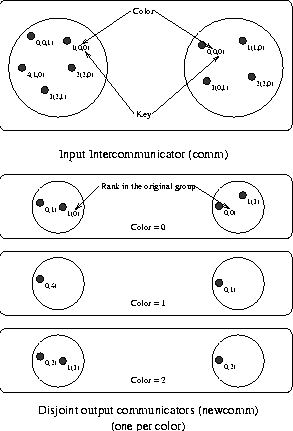 Color
0(0,1)
1(0,0)
0(0,0)
1(1,0)
4(1,0)
2(2,0)
3(2,1)
3(0,1)
2(2,0)
Key
Input Intercommunicator (comm)
Rank in the original group
0(1)
1(0)
0(0)
1(3)
Color = 0
0(4)
0(1)
Color = 1
0(2)
1(3)
0(2)
Color = 2
Disjoint output communicators (newcomm)
(one per color)